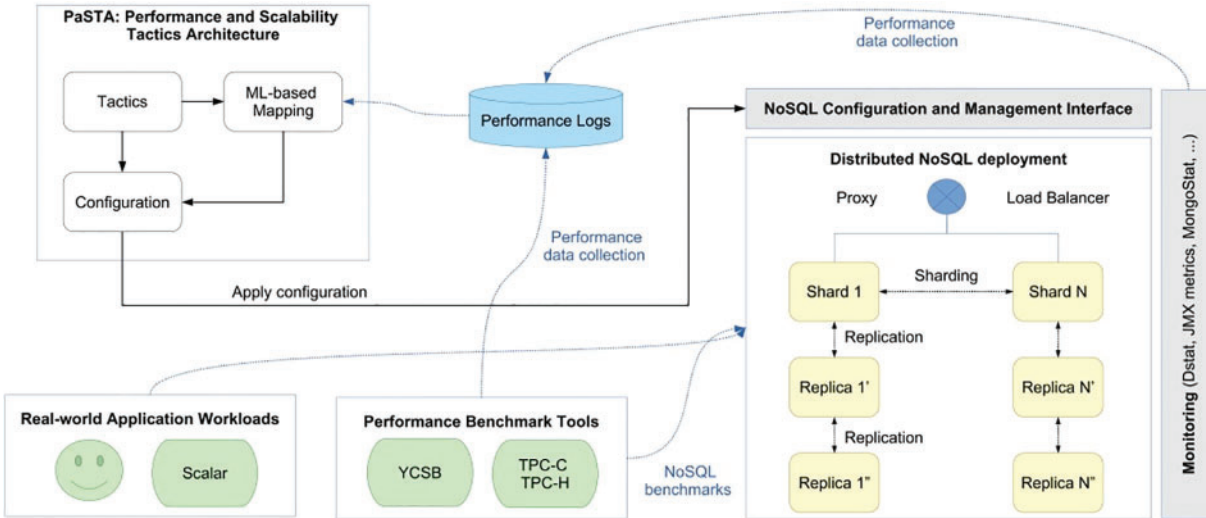 PaSTA: Performance and Scalability
Tactics Architecture
Tactics
ML-based
Mapping
Configuration
Performance Logs
Performance
data collection
NoSQL Configuration and Management Interface
Distributed NoSQL deployment
Proxy
Load Balancer
Shard 1
Sharding
Shard N
Replication
Replica 1'
Replica N'
Replication
Replica 1"
Replica N"
Monitoring (Dstat, JMX metrics, MongoStat, ...)
Performance
data collection
Apply configuration
Real-world Application Workloads
Scalar
Performance Benchmark Tools
YCSB
TPC-C
TPC-H
NoSQL
benchmarks